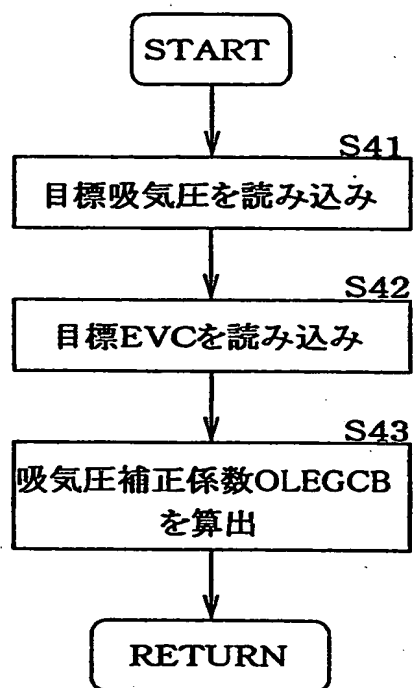 START
S41
目標吸気圧を読み込み
S42
目標EVCを読み込み
S43
吸気圧補正係数OLEGCB
を算出
RETURN